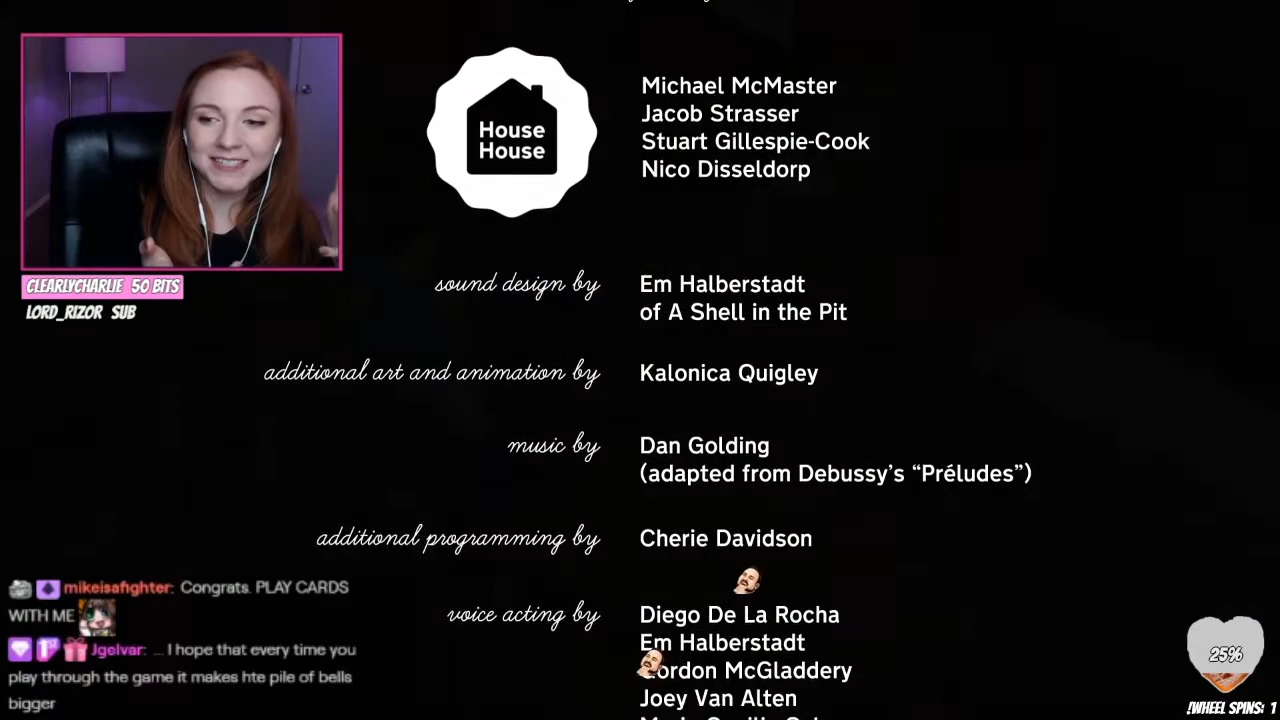 House
House
Michael McMaster
Jacob Strasser
Stuart Gillespie-Cook
Nico Disseldorp
CLEARLYCHARLIE 50 BITS
LORD_RIZOR SUB
sound design by
Em Halberstadt
of A Shell in the Pit
additional art and animation by
Kalonica Quigley
music by
Dan Golding
(adapted from Debussy's “Préludes”)
additional programming by
Cherie Davidson
voice acting by
Diego De La Rocha
Em Halberstadt
ordon McGladdery
Joey Van Alten
mikeisafighter: Congrats. PLAY CARDS
WITH ME
Jgelvar: ... I hope that every time you
play through the game it makes hte pile of bells
bigger
25%
!WHEEL SPINS: 1